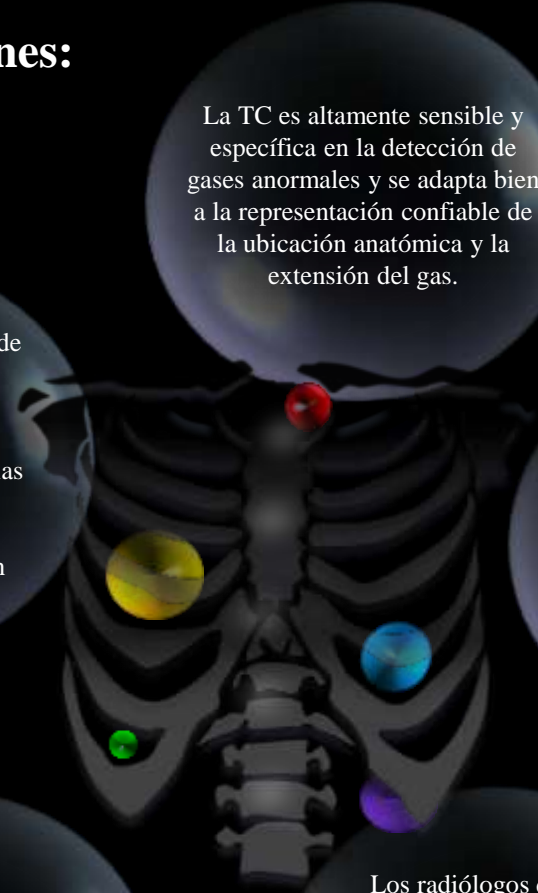 nes:
La TC es altamente sensible y
específica en la detección de
gases anormales y se adapta bien
a la representación confiable de
la ubicación anatómica y la
extensión del gas.
de
as
n
Los radiólogos